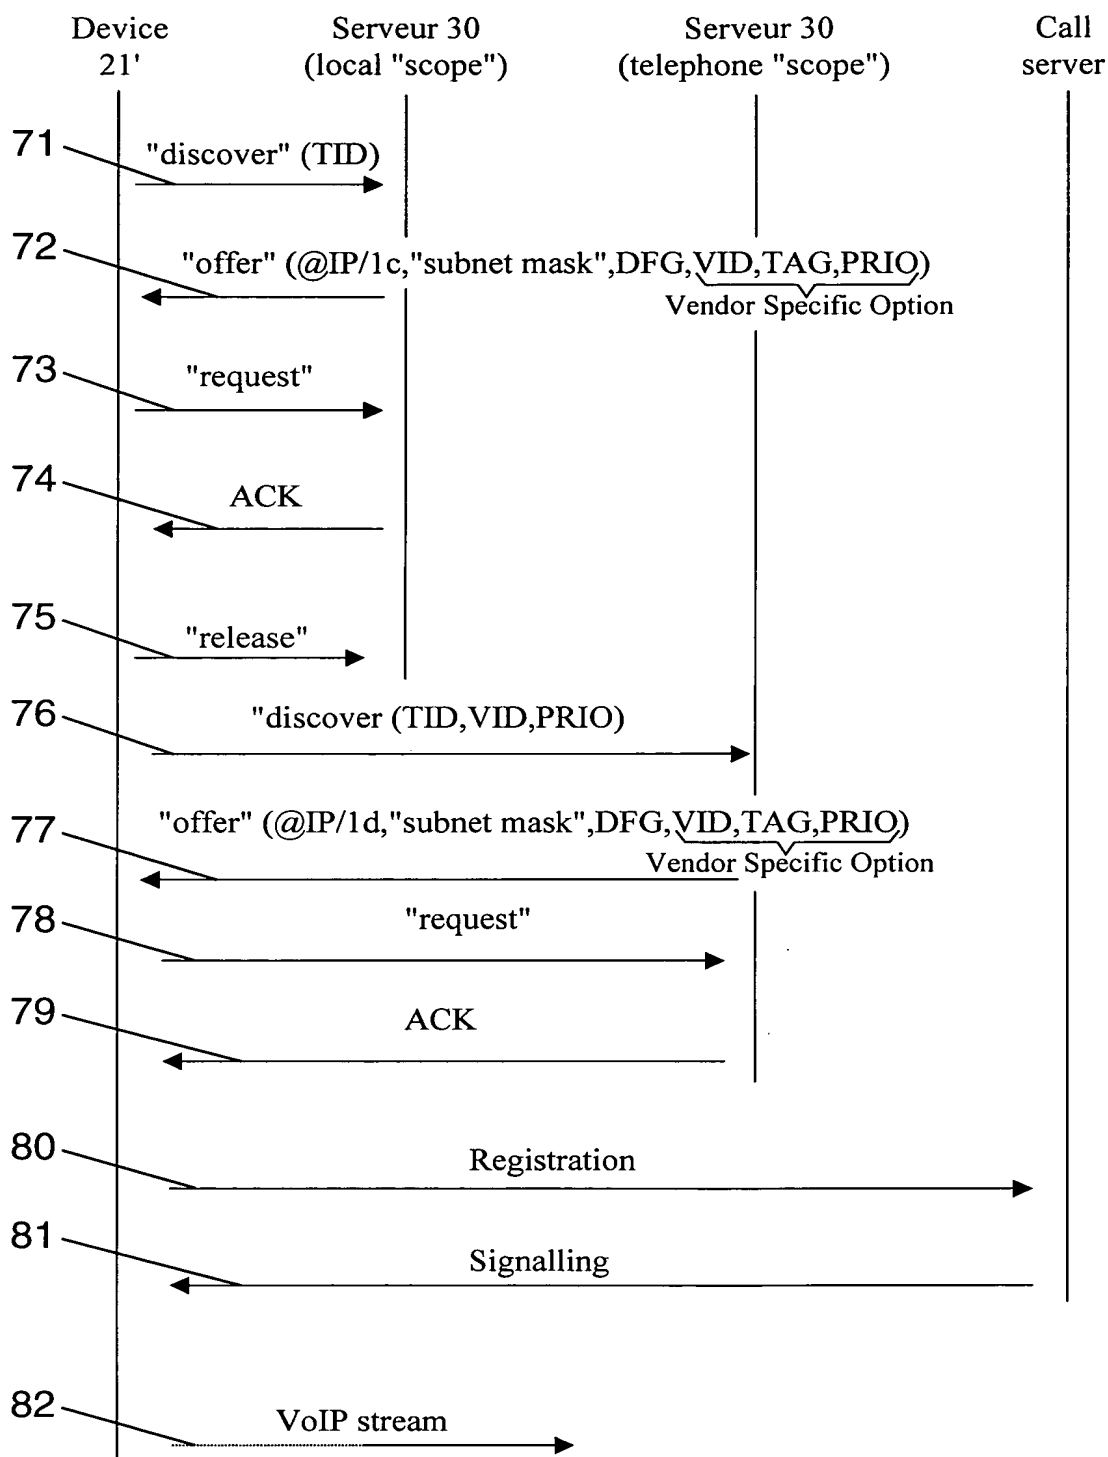 Device
21'
Serveur 30
(local "scope")
Serveur 30
(telephone "scope")
Call
server
71
"discover" (TID)
72
"offer" (@IP/1c,"subnet mask",DFG,VID,TAG,PRIO)
Vendor Specific Option
73
"request"
74
ACK
75
"release"
76
"discover (TID,VID,PRIO)
77
"offer" (@IP/1d,"subnet mask",DFG,VID,TAG,PRIO)
Vendor Specific Option
78
"request"
79
ACK
80
Registration
81
Signalling
82
VoIP stream